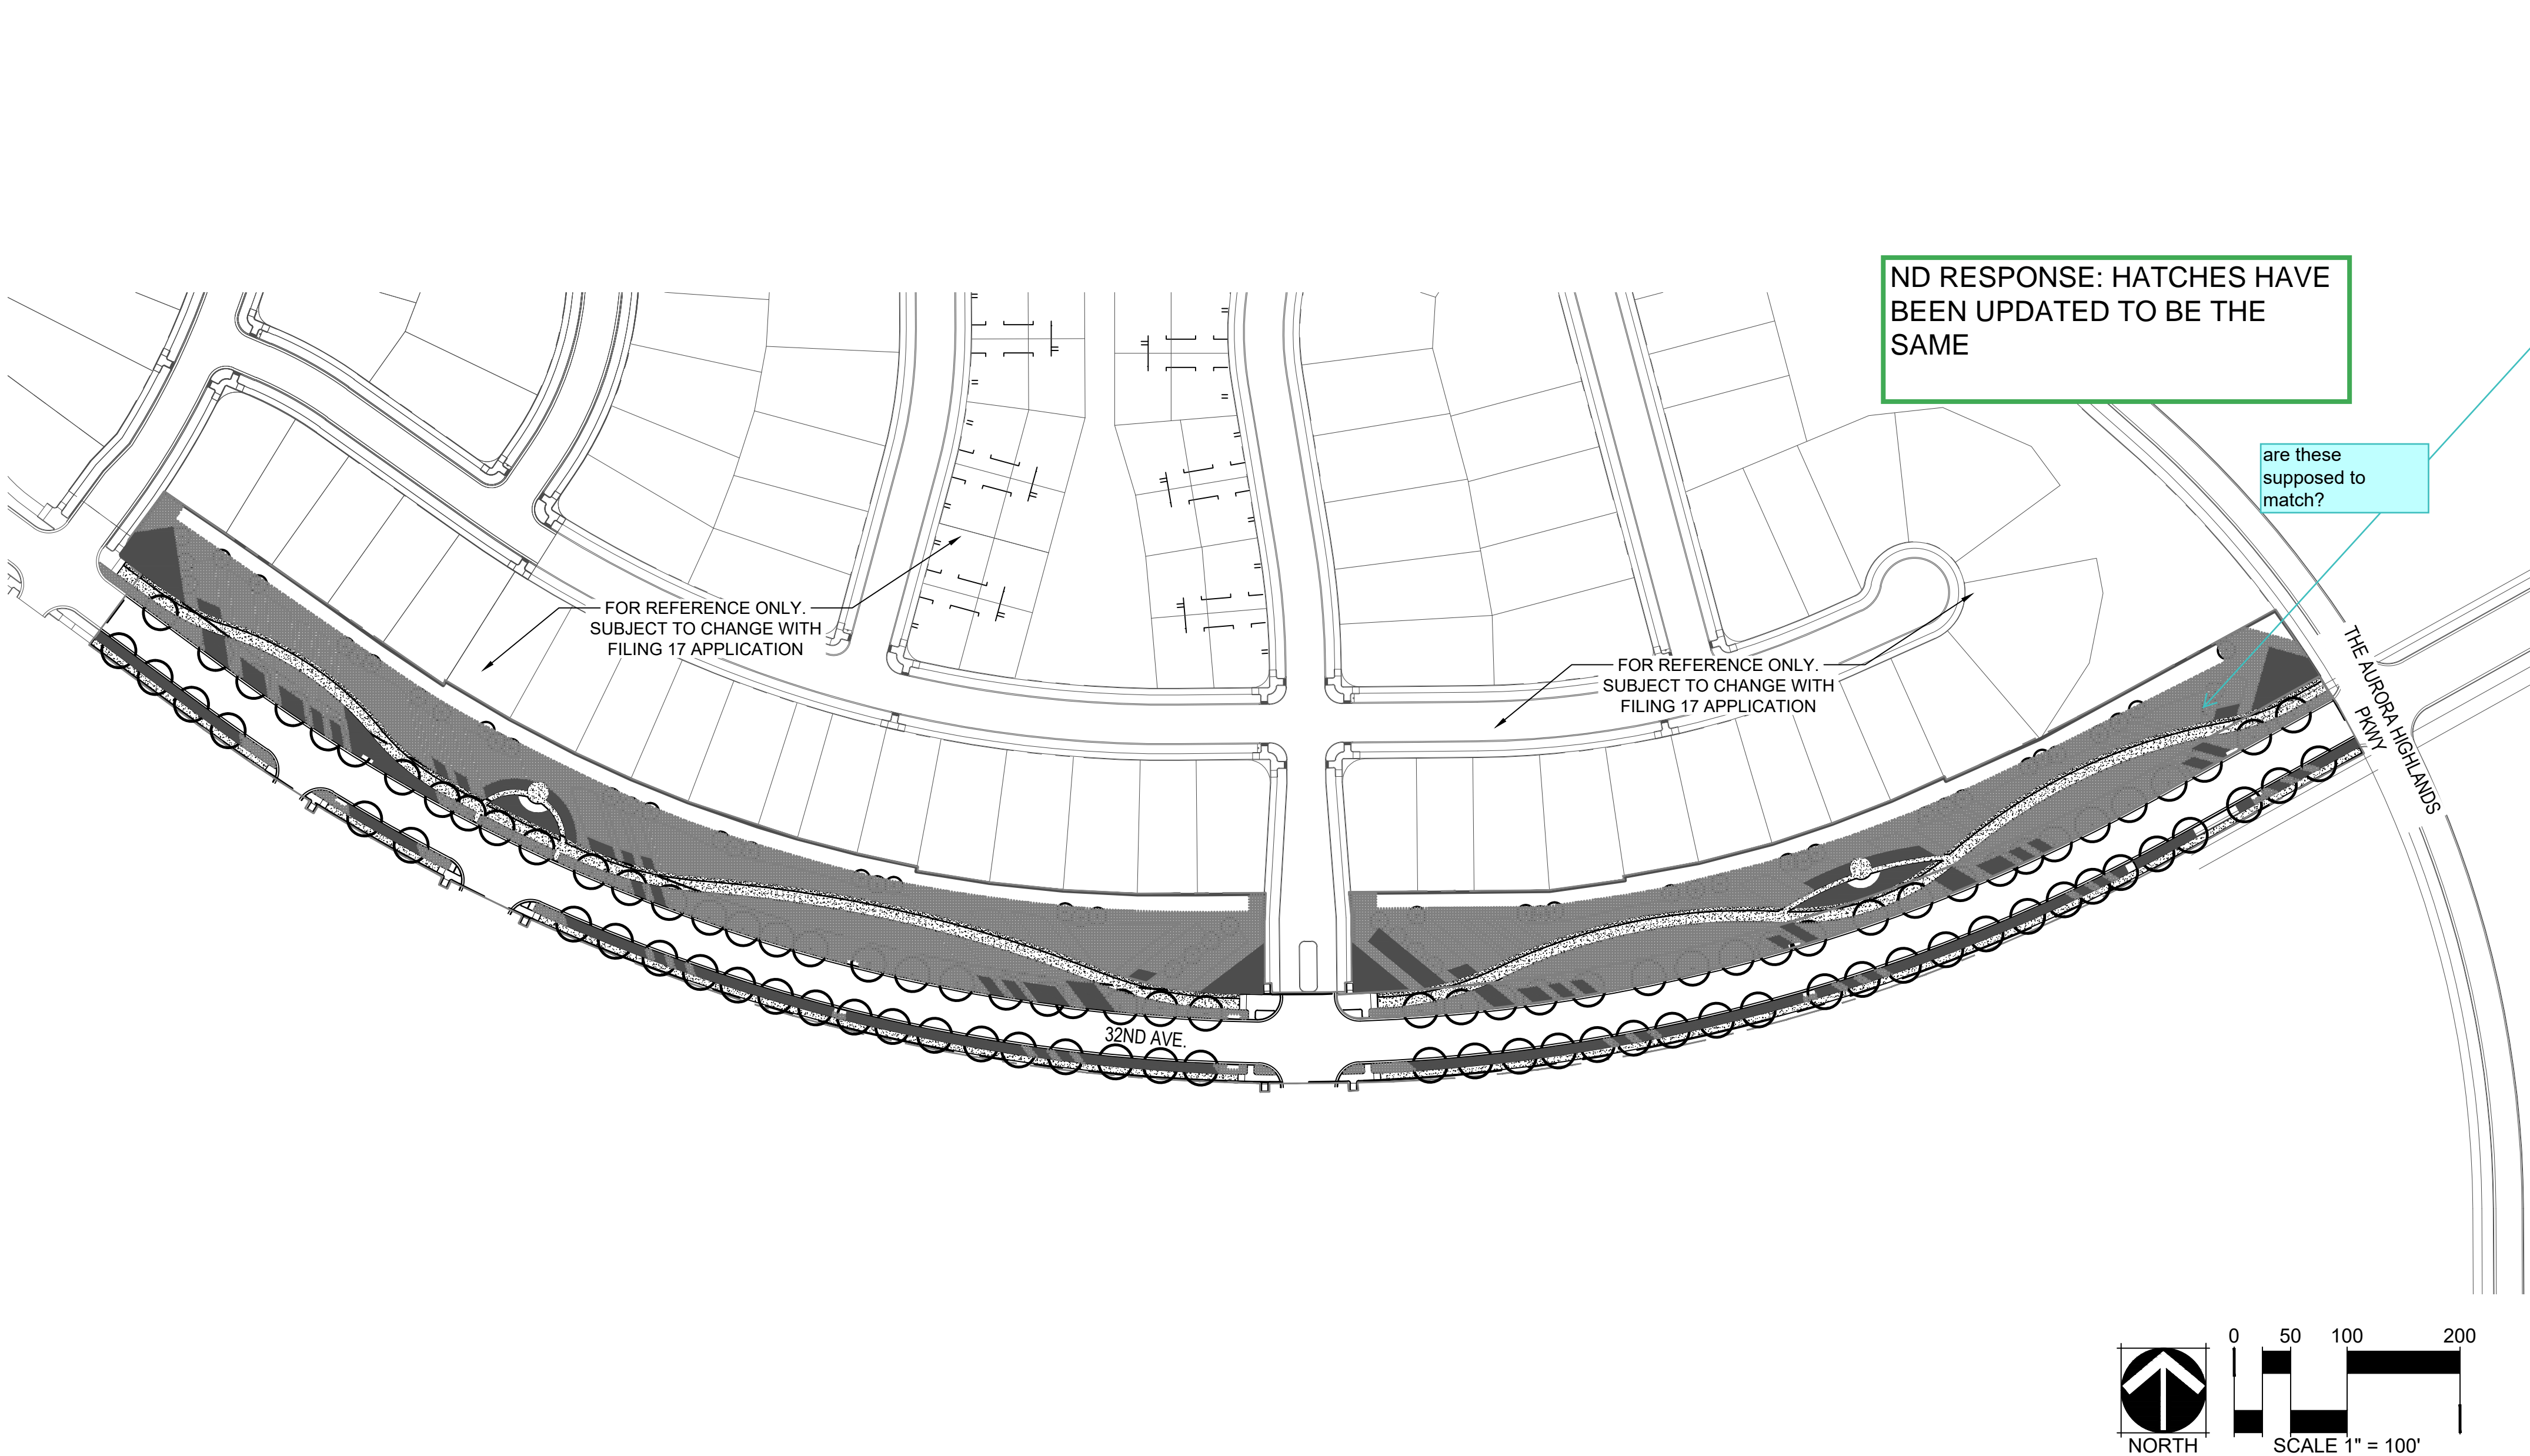 ND RESPONSE: HATCHES HAVE
BEEN UPDATED TO BE THE
SAME
are these
supposed to
match?
FOR REFERENCE ONLY.
SUBJECT TO CHANGE WITH
FILING 17 APPLICATION
FOR REFERENCE ONLY.
SUBJECT TO CHANGE WITH
FILING 17 APPLICATION
THE AURORA HIGHLANDS
PKWY
32ND AVE.
0 50 100 200
NORTH
SCALE 1" = 100'